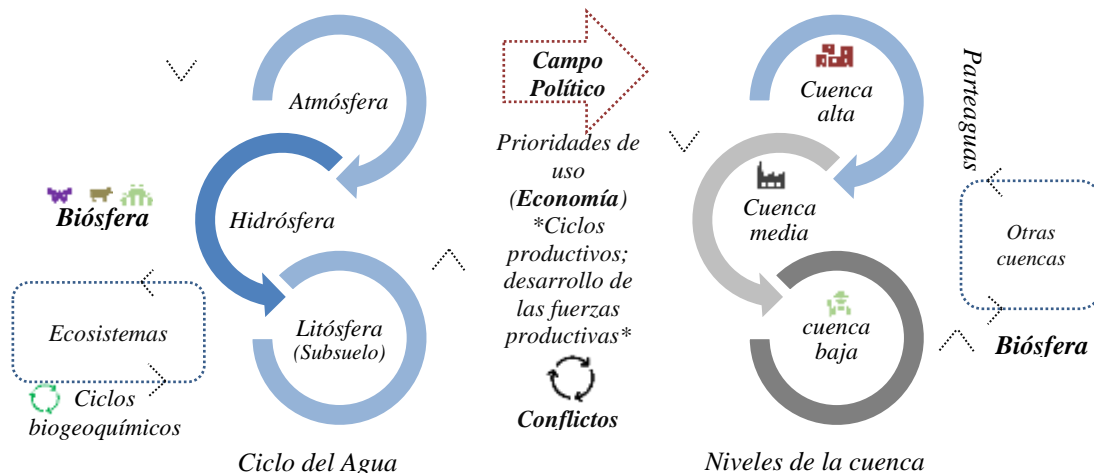 Atmósfera
Hidrósfera
Litósfera
(Subsuelo)
Biósfera
Ecosistemas
Ciclos
biogeoquímicos
Ciclo del Agua
Campo
Político
Prioridades de
uso
(Economía)
*Ciclos
productivos;
desarrollo de
las fuerzas
productivas*
Conflictos
Cuenca
alta
Cuenca
media
cuenca
baja
Niveles de la cuenca
Parteaguas
Otras
cuencas
Biósfera